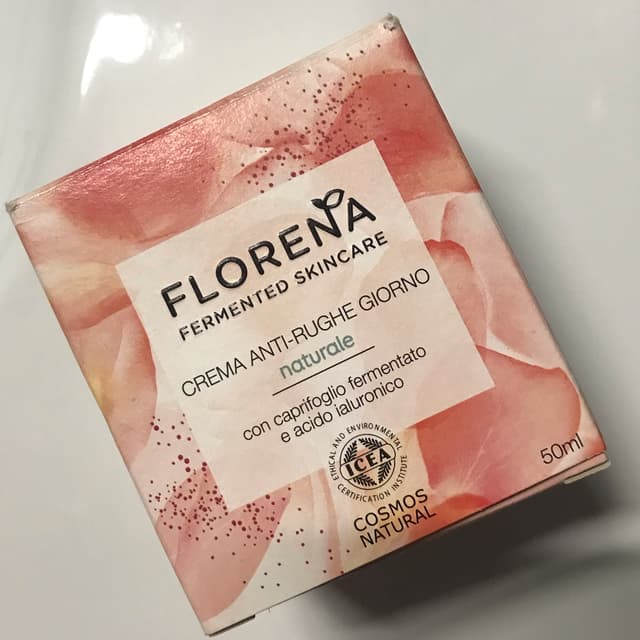 FLORENA
FERMENTED SKINCARE
CREMA ANTI-RUGHE GIORNO
naturale
con caprifoglio fermentato
e acido ialuronico
ETHICAL AND ENVIRONMENTAL
ICEA
CERTIFICATION INSTITUTE
COSMOS
NATURAL
50ml